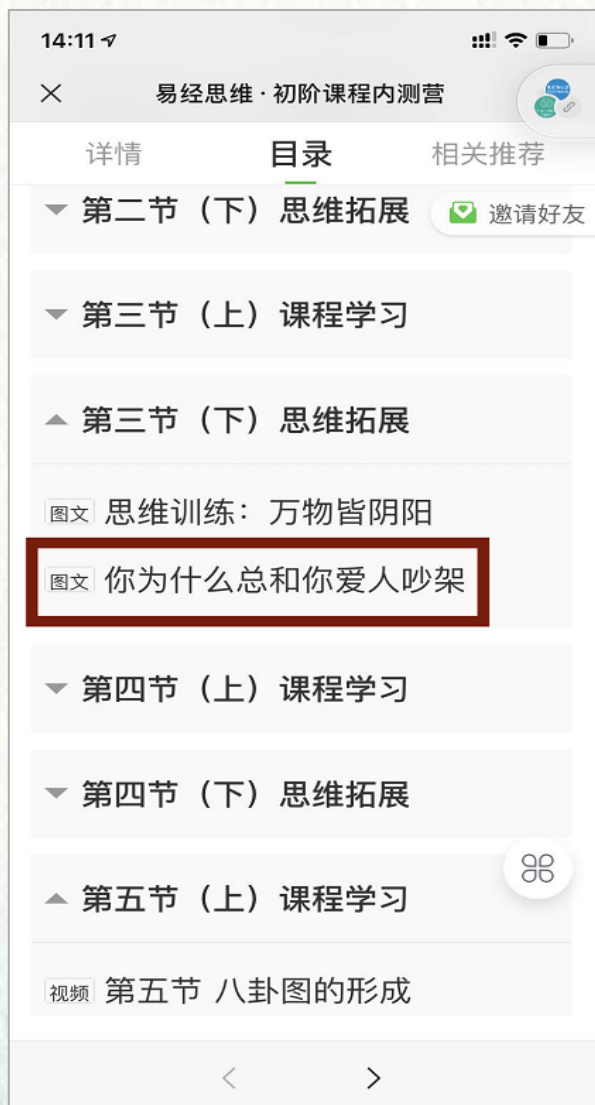 14:11
易经思维·初阶课程内测营
详情 目录 相关推荐
第二节（下）思维拓展
邀请好友
第三节（上）课程学习
第三节（下）思维拓展
图文 思维训练：万物皆阴阳
图文 你为什么总和你爱人吵架
第四节（上）课程学习
第四节（下）思维拓展
第五节（上）课程学习
视频 第五节 八卦图的形成